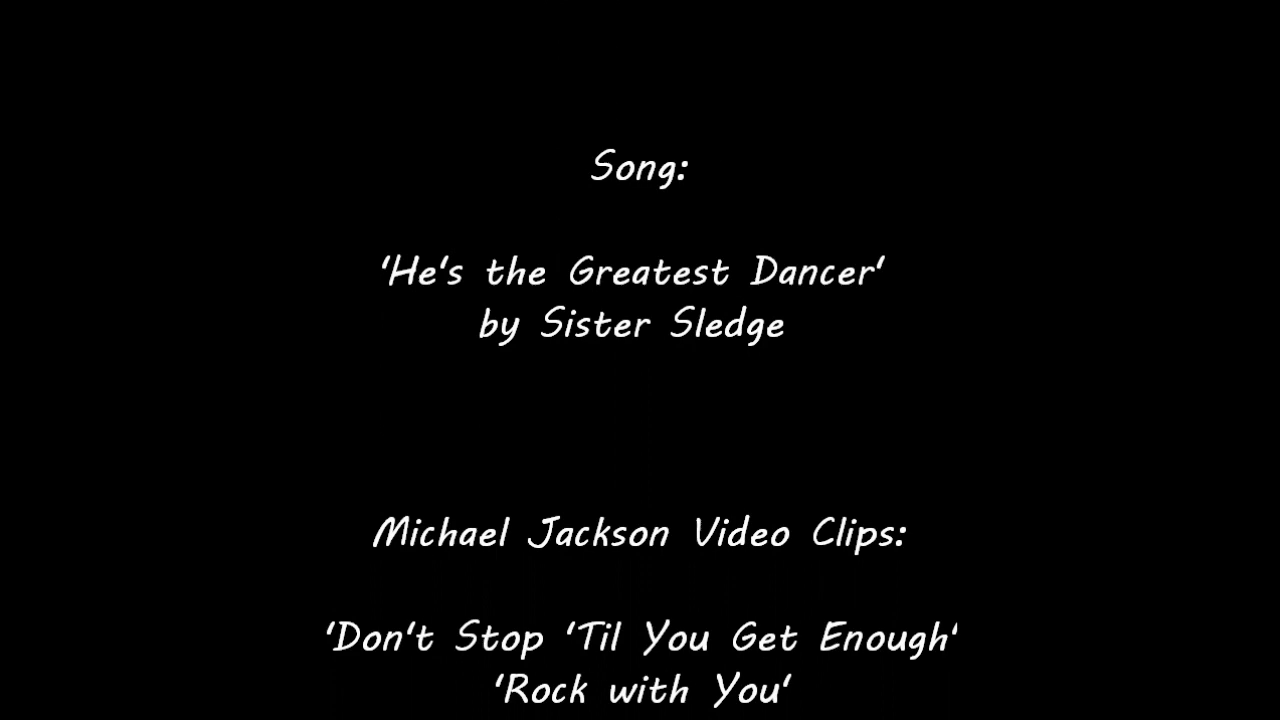 Song:
'He's the Greatest Dancer'
by Sister Sledge
Michael Jackson Video Clips:
'Don't Stop 'Til You Get Enough'
'Rock with You'